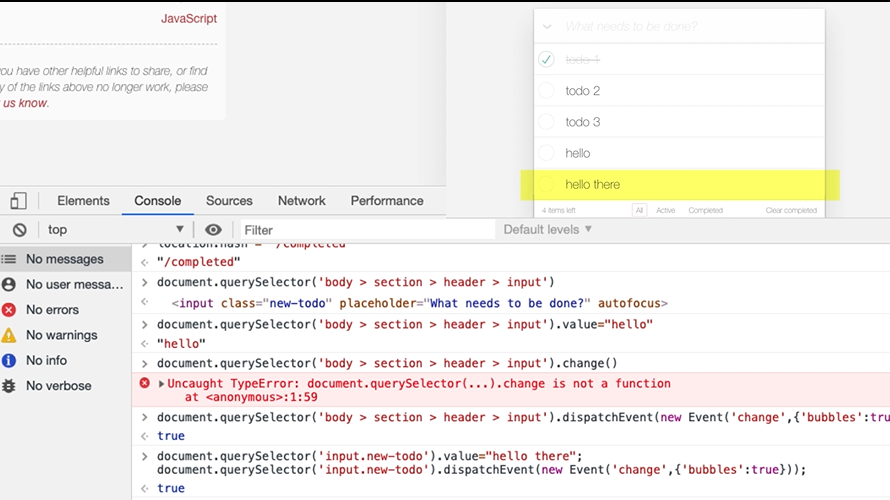 JavaScript
you have other helpful links to share, or find
y of the links above no longer work, please
us know.
What needs to be done?
todo 1
todo 2
todo 3
hello
hello there
4 items left
All
Active
Completed
Clear completed
Elements
Console
Sources
Network
Performance
top
Filter
Default levels
No messages
No user messa...
No errors
No warnings
No info
No verbose
location.hash = "/completed"
"/completed"
document.querySelector('body > section > header > input')
<input class="new-todo" placeholder="What needs to be done?" autofocus>
document.querySelector('body > section > header > input').value="hello"
"hello"
document.querySelector('body > section > header > input').change()
Uncaught TypeError: document.querySelector(...).change is not a function
at <anonymous>:1:59
document.querySelector('body > section > header > input').dispatchEvent(new Event('change',{'bubbles':tru
true
document.querySelector('input.new-todo').value="hello there";
document.querySelector('input.new-todo').dispatchEvent(new Event('change',{'bubbles':true}));
true